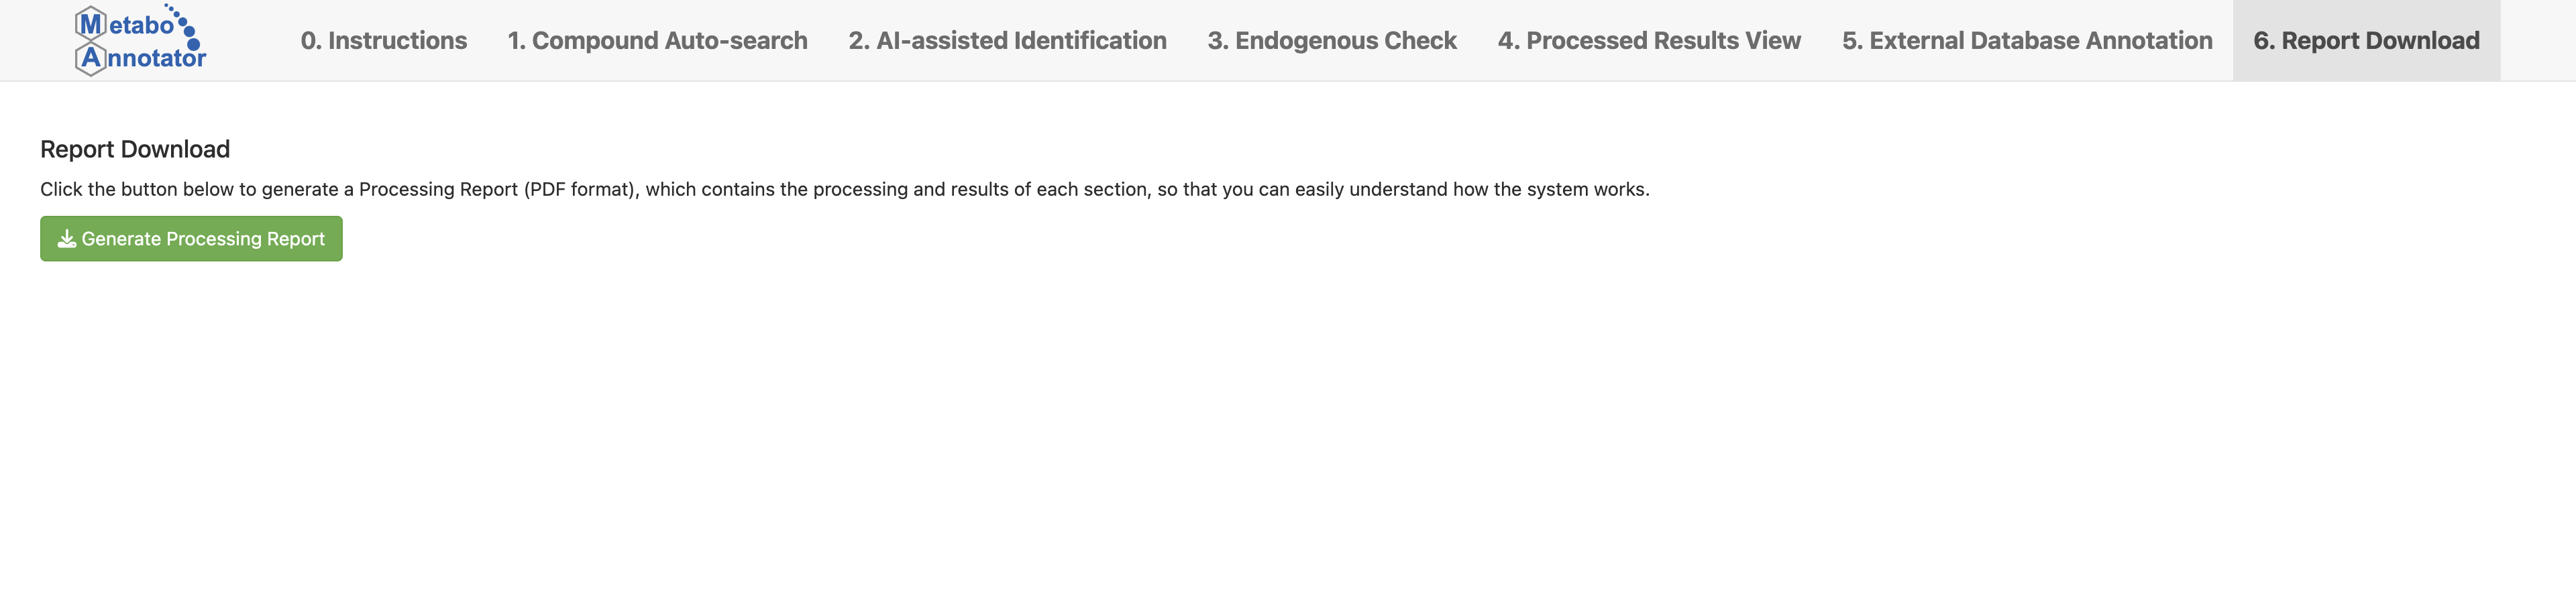 Metabo
Annotator
0. Instructions
1. Compound Auto-search
2. AI-assisted Identification
3. Endogenous Check
4. Processed Results View
5. External Database Annotation
6. Report Download
Report Download
Click the button below to generate a Processing Report (PDF format), which contains the processing and results of each section, so that you can easily understand how the system works.
Generate Processing Report